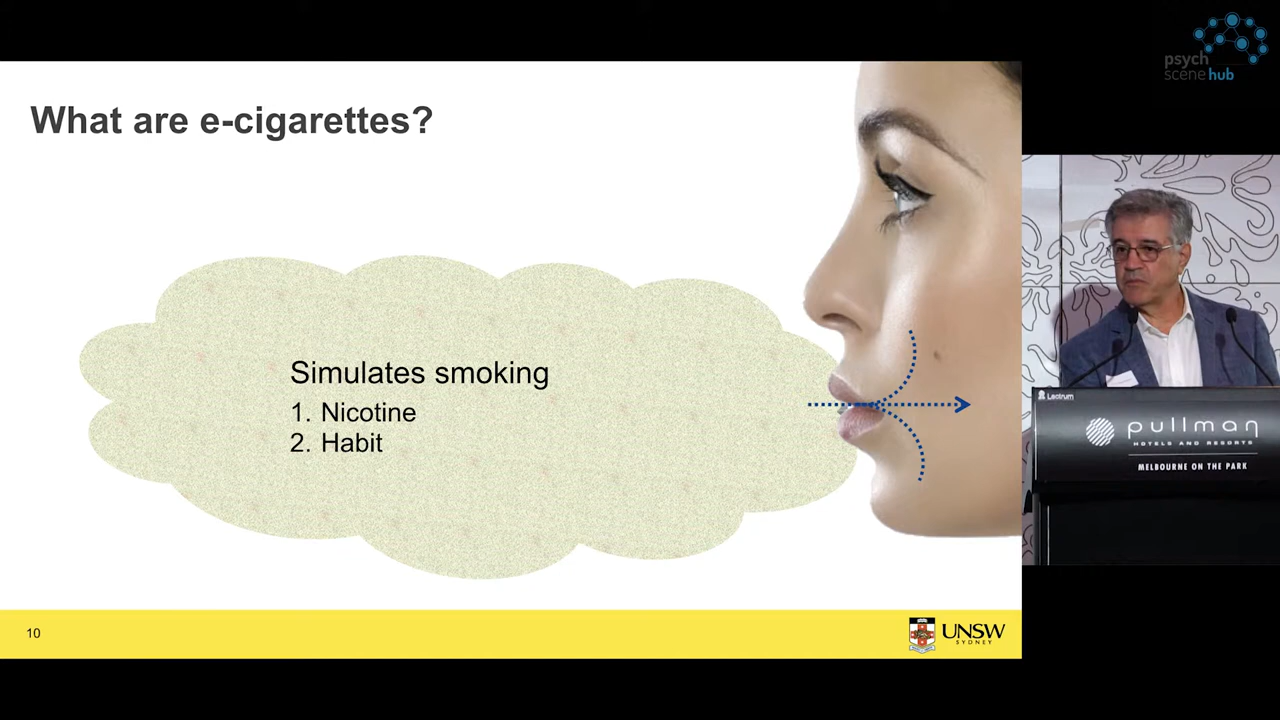 psych
scene hub
What are e-cigarettes?
Simulates smoking
1. Nicotine
2. Habit
Lectrum
pullman
HOTELS AND RESORTS
MELBOURNE ON THE PARK
10
UNSW
SYDNEY